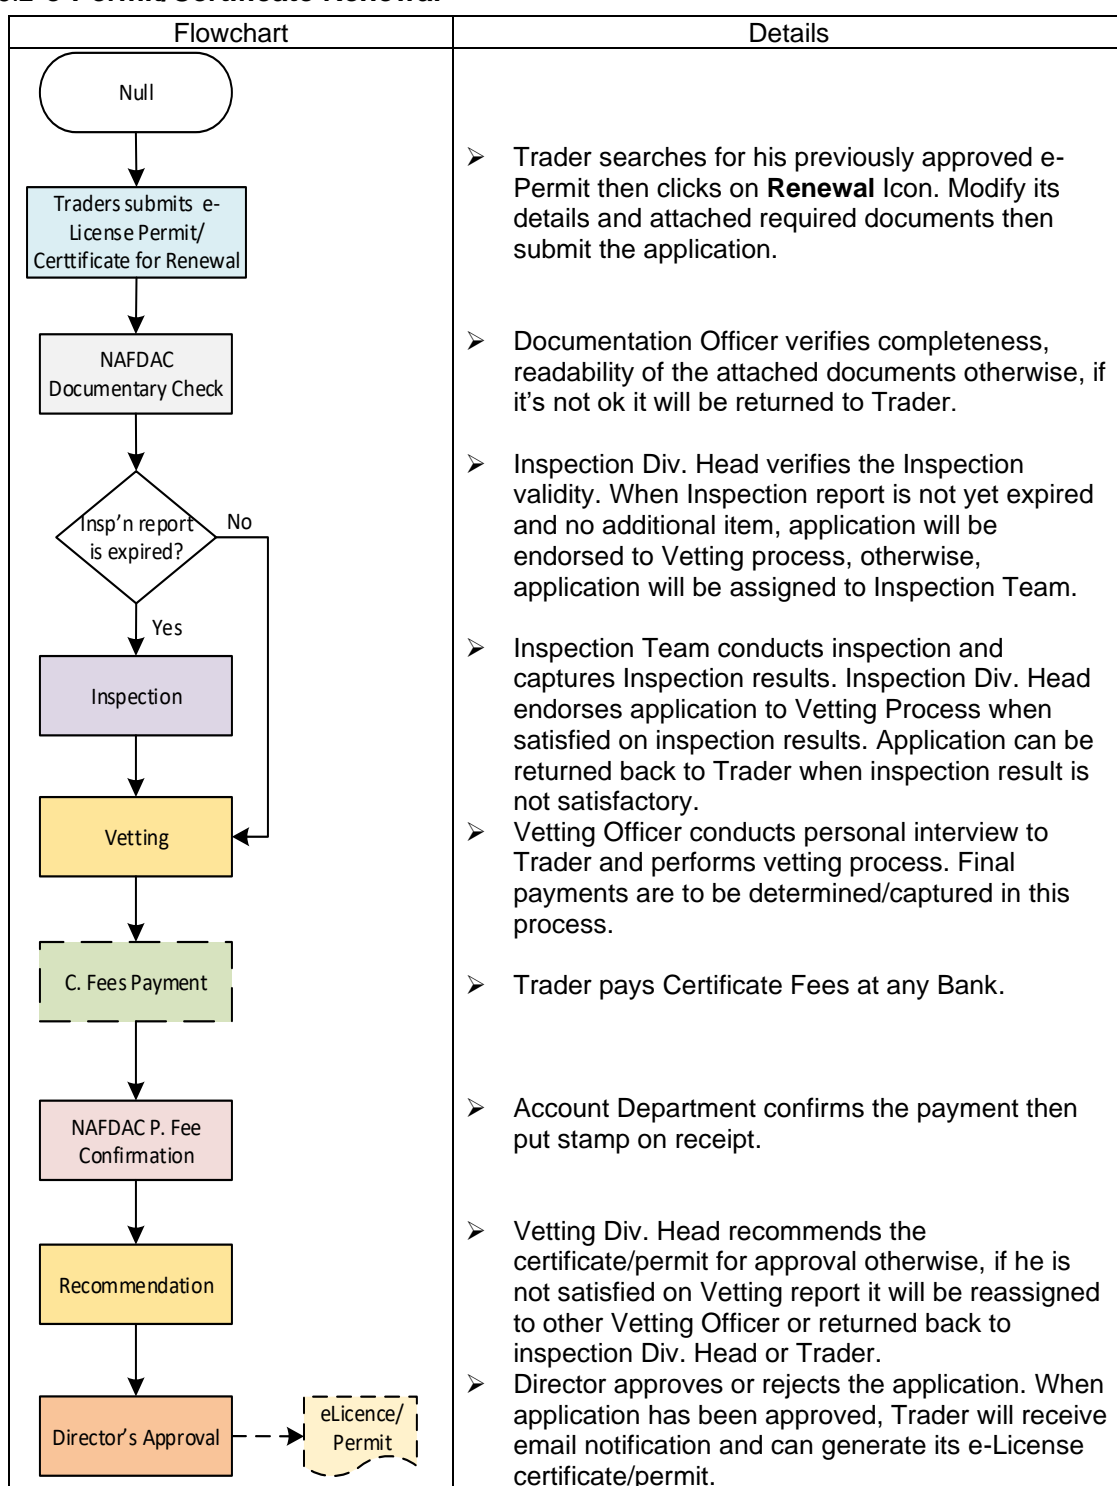 Flowchart
Details
Null
Traders submits e-
License Permit/
Certtificate for Renewal
➢ Trader searches for his previously approved e-
Permit then clicks on Renewal Icon. Modify its
details and attached required documents then
submit the application.
NAFDAC
Documentary Check
➢ Documentation Officer verifies completeness,
readability of the attached documents otherwise, if
it's not ok it will be returned to Trader.
Insp'n report
is expired?
No
Yes
➢ Inspection Div. Head verifies the Inspection
validity. When Inspection report is not yet expired
and no additional item, application will be
endorsed to Vetting process, otherwise,
application will be assigned to Inspection Team.
Inspection
➢ Inspection Team conducts inspection and
captures Inspection results. Inspection Div. Head
endorses application to Vetting Process when
satisfied on inspection results. Application can be
returned back to Trader when inspection result is
not satisfactory.
Vetting
➢ Vetting Officer conducts personal interview to
Trader and performs vetting process. Final
payments are to be determined/captured in this
process.
C. Fees Payment
➢ Trader pays Certificate Fees at any Bank.
NAFDAC P. Fee
Confirmation
➢ Account Department confirms the payment then
put stamp on receipt.
Recommendation
➢ Vetting Div. Head recommends the
certificate/permit for approval otherwise, if he is
not satisfied on Vetting report it will be reassigned
to other Vetting Officer or returned back to
inspection Div. Head or Trader.
Director's Approval
eLicence/
Permit
➢ Director approves or rejects the application. When
application has been approved, Trader will receive
email notification and can generate its e-License
certificate/permit.